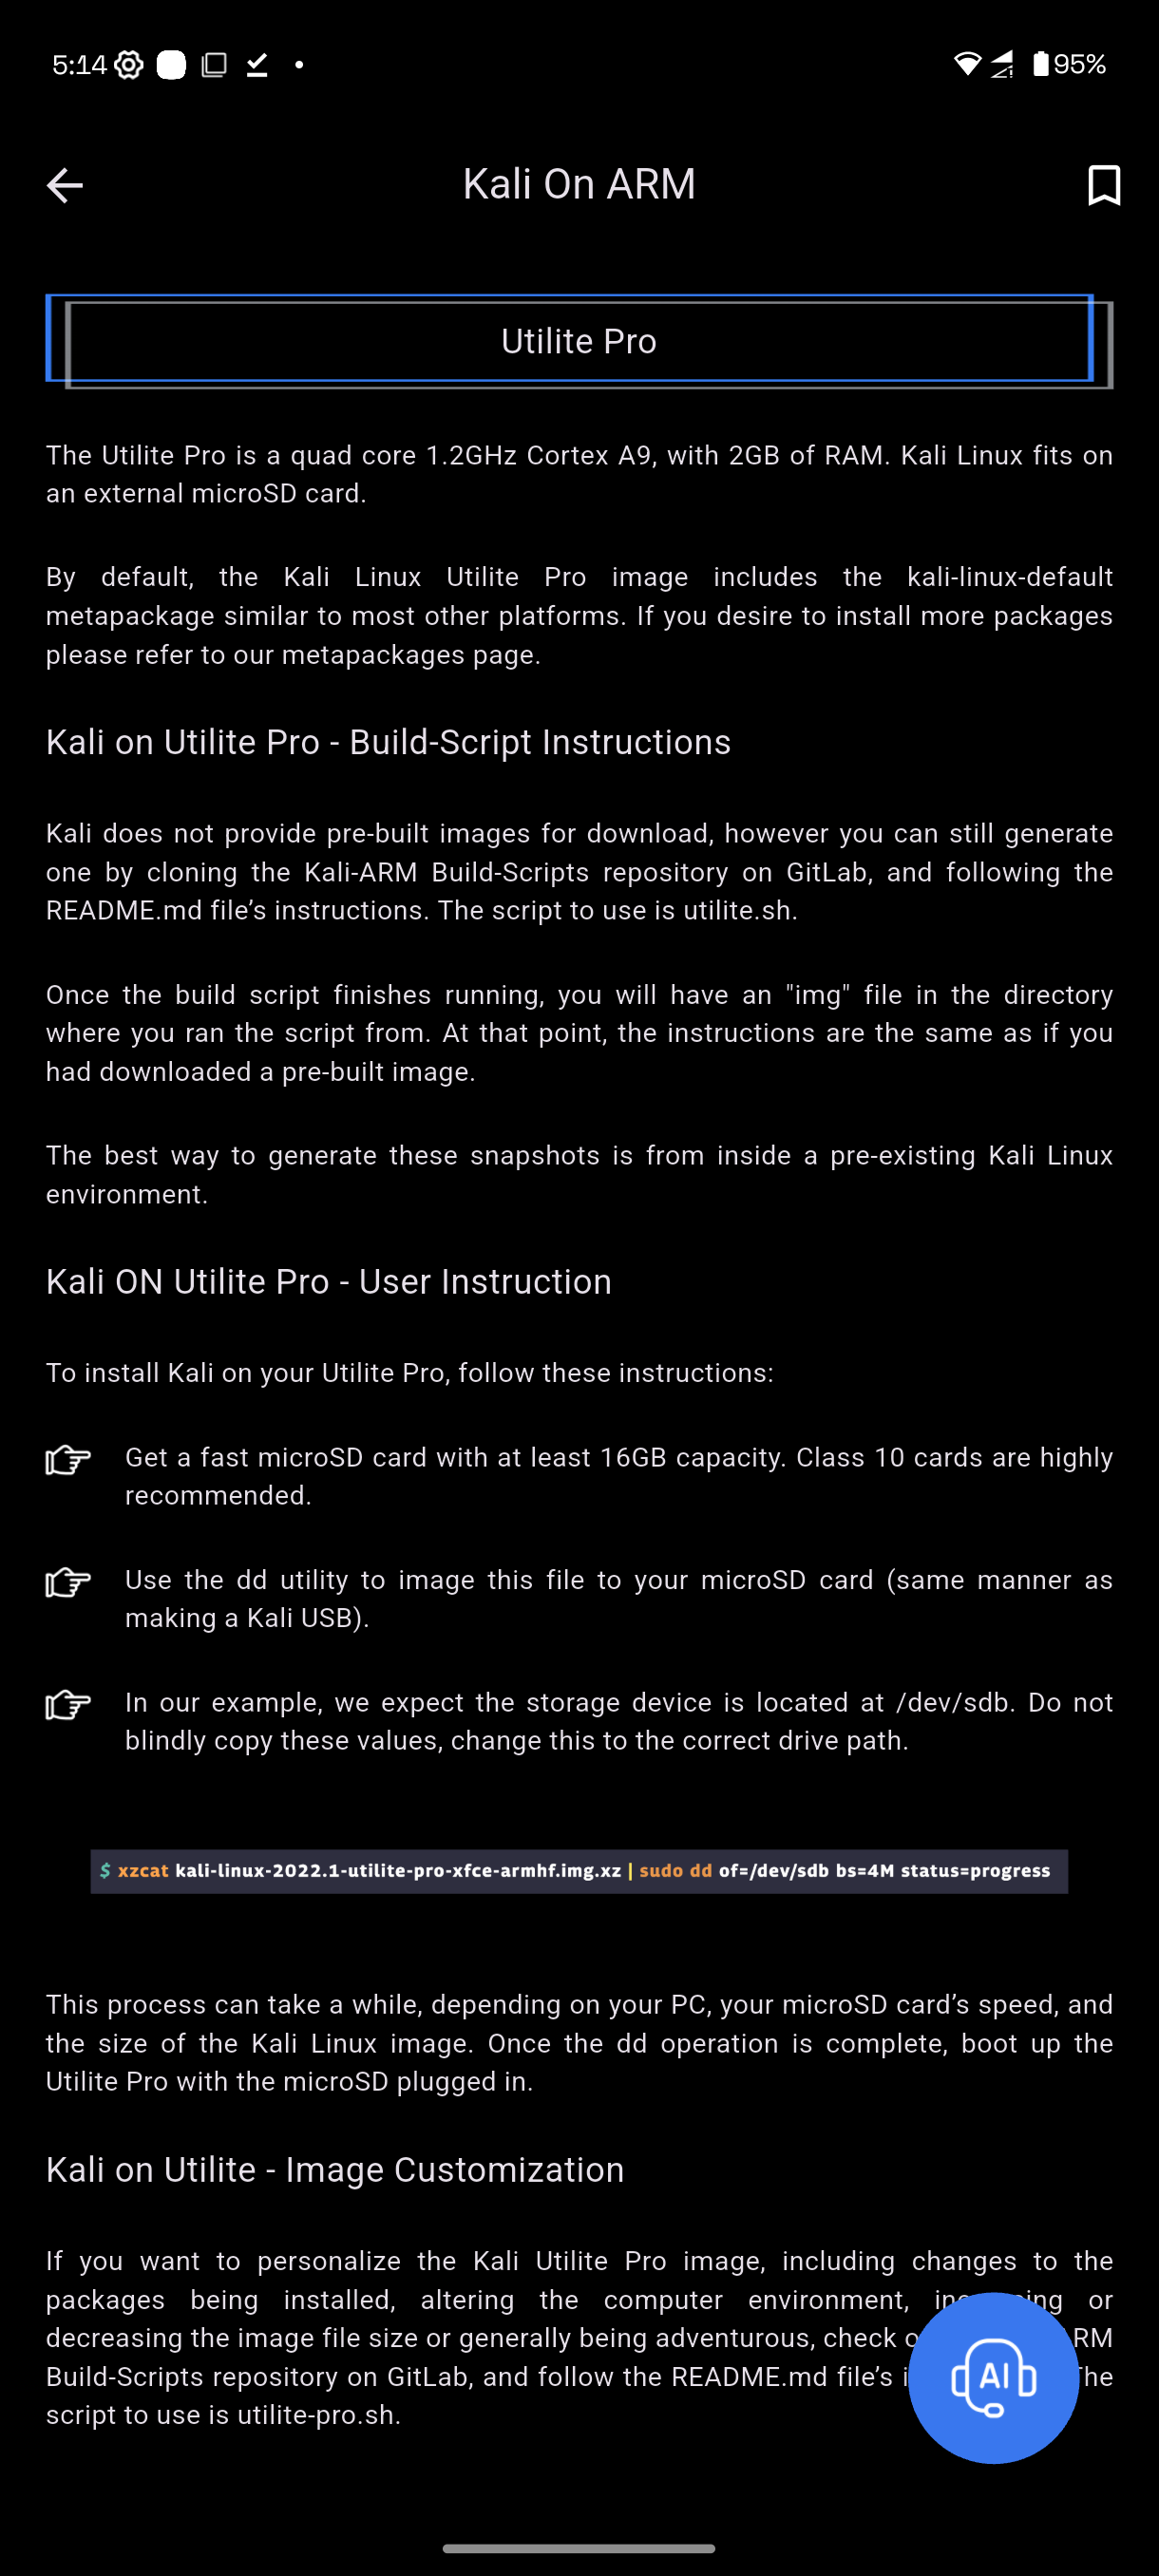 5:14
95%
Kali On ARM
Utilite Pro
The Utilite Pro is a quad core 1.2GHz Cortex A9, with 2GB of RAM. Kali Linux fits on
an external microSD card.
By default, the Kali Linux Utilite Pro image includes the kali-linux-default
metapackage similar to most other platforms. If you desire to install more packages
please refer to our metapackages page.
Kali on Utilite Pro - Build-Script Instructions
Kali does not provide pre-built images for download, however you can still generate
one by cloning the Kali-ARM Build-Scripts repository on GitLab, and following the
README.md file’s instructions. The script to use is utilite.sh.
Once the build script finishes running, you will have an "img" file in the directory
where you ran the script from. At that point, the instructions are the same as if you
had downloaded a pre-built image.
The best way to generate these snapshots is from inside a pre-existing Kali Linux
environment.
Kali ON Utilite Pro - User Instruction
To install Kali on your Utilite Pro, follow these instructions:
Get a fast microSD card with at least 16GB capacity. Class 10 cards are highly
recommended.
Use the dd utility to image this file to your microSD card (same manner as
making a Kali USB).
In our example, we expect the storage device is located at /dev/sdb. Do not
blindly copy these values, change this to the correct drive path.
$ xzcat kali-linux-2022.1-utilite-pro-xfce-armhf.img.xz | sudo dd of=/dev/sdb bs=4M status=progress
This process can take a while, depending on your PC, your microSD card’s speed, and
the size of the Kali Linux image. Once the dd operation is complete, boot up the
Utilite Pro with the microSD plugged in.
Kali on Utilite - Image Customization
If you want to personalize the Kali Utilite Pro image, including changes to the
packages being installed, altering the computer environment, or
decreasing the image file size or generally being adventurous, check
Build-Scripts repository on GitLab, and follow the README.md file’s
script to use is utilite-pro.sh.
AI